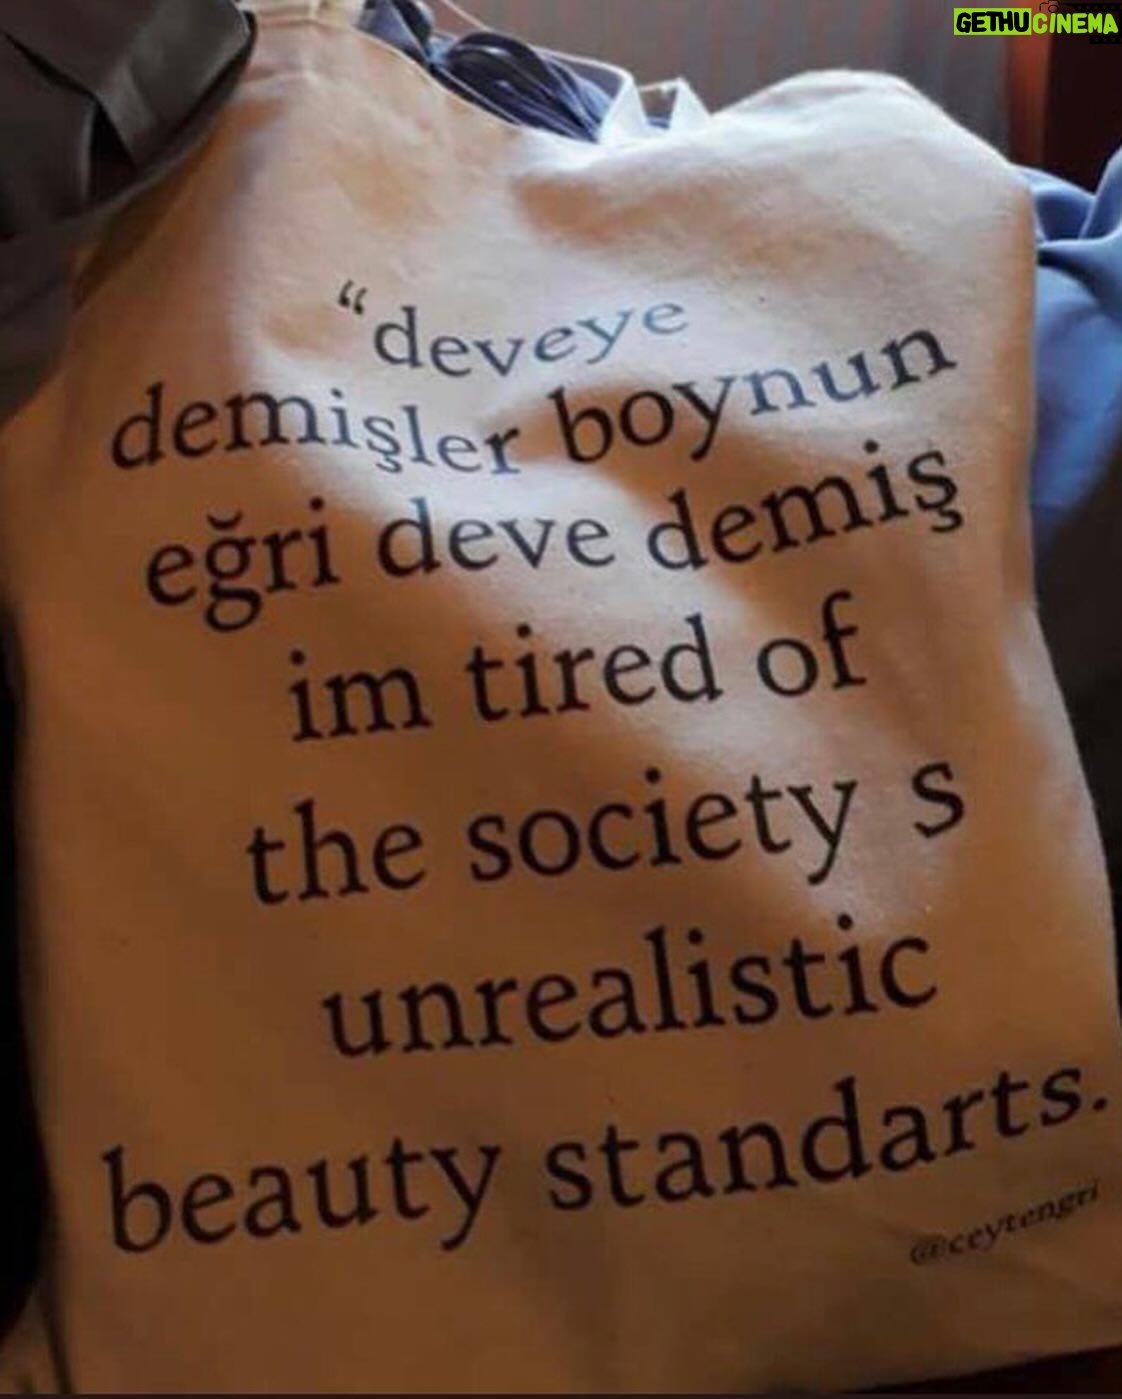 GETHUCINEMA
"deveye
demişler boynun
eğri deve demiş
im tired of
the society s
unrealistic
beauty standarts.
@ceytengri